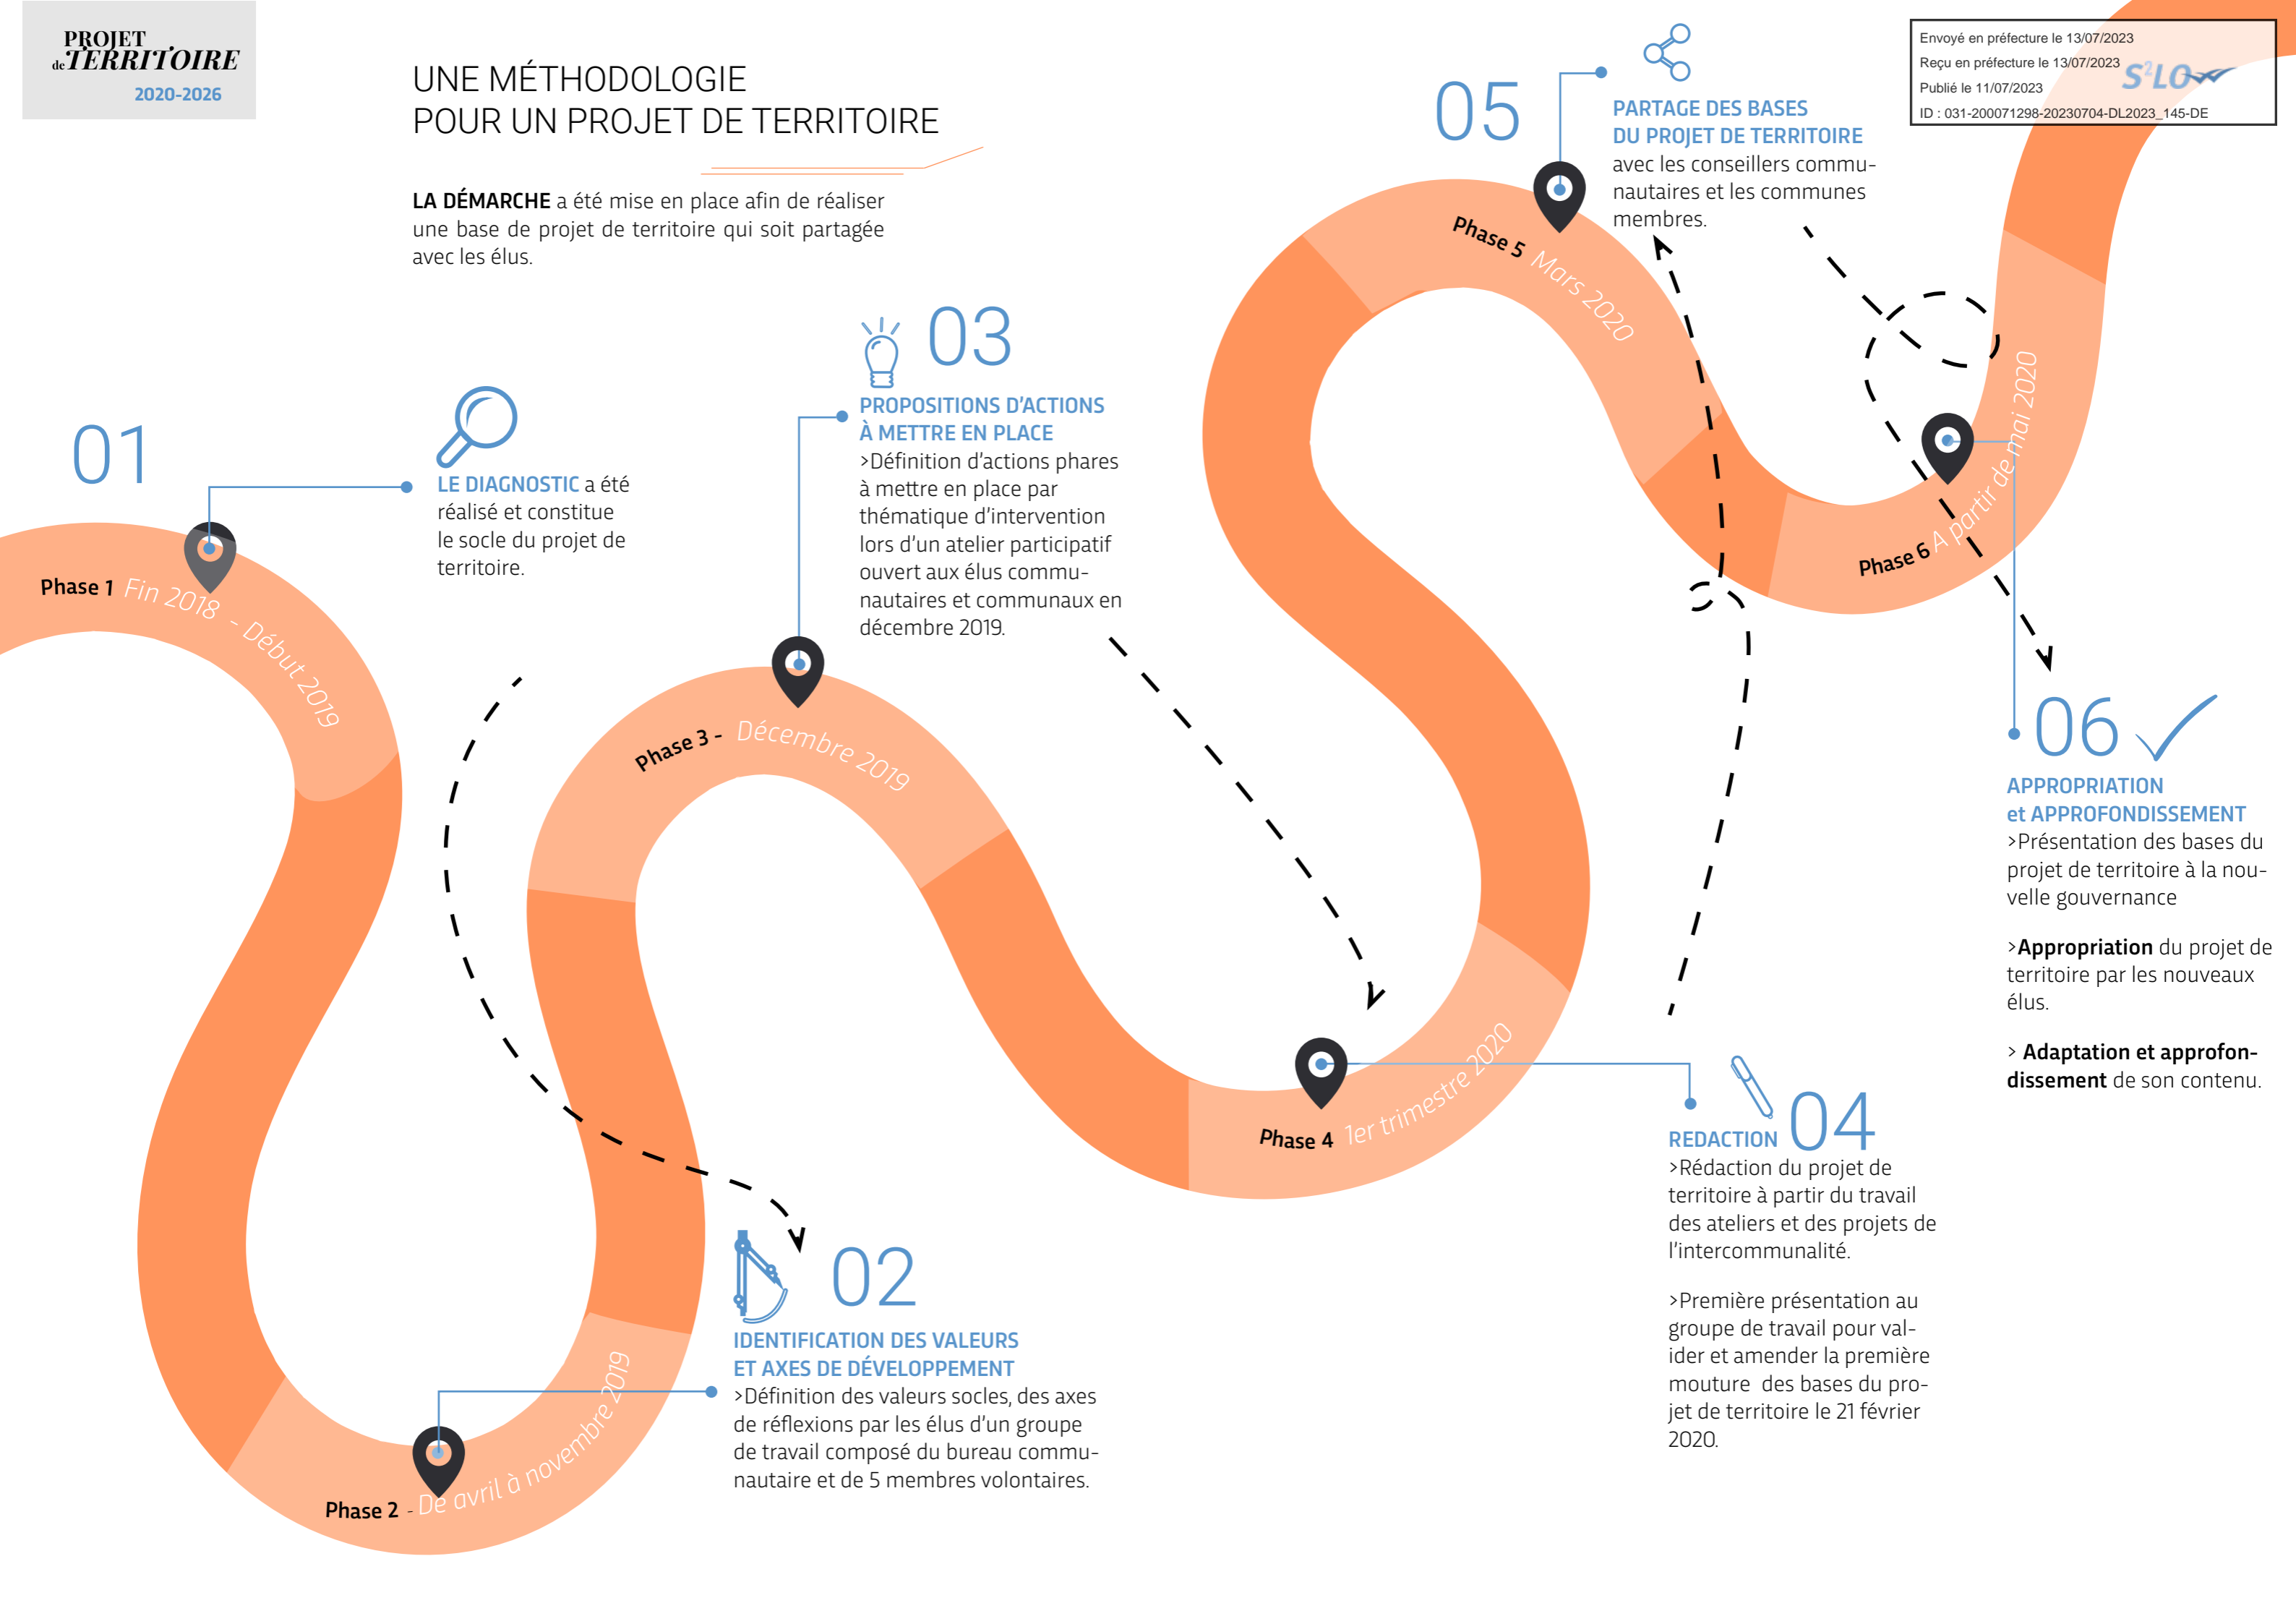 PROJET
de TERRITOIRE
2020-2026
UNE MÉTHODOLOGIE
POUR UN PROJET DE TERRITOIRE
LA DÉMARCHE a été mise en place afin de réaliser
une base de projet de territoire qui soit partagée
avec les élus.
Envoyé en préfecture le 13/07/2023
Reçu en préfecture le 13/07/2023
Publié le 11/07/2023
ID : 031-200071298-20230704-DL2023_145-DE
S²LO
01
LE DIAGNOSTIC a été
réalisé et constitue
le socle du projet de
territoire.
Phase 1 Fin 2018 - Début 2019
02
IDENTIFICATION DES VALEURS
ET AXES DE DÉVELOPPEMENT
>Définition des valeurs socles, des axes
de réflexions par les élus d'un groupe
de travail composé du bureau commu-
nautaire et de 5 membres volontaires.
Phase 2 - De avril à novembre 2019
03
PROPOSITIONS D'ACTIONS
À METTRE EN PLACE
>Définition d'actions phares
à mettre en place par
thématique d'intervention
lors d'un atelier participatif
ouvert aux élus commu-
nautaires et communaux en
décembre 2019.
Phase 3 - Décembre 2019
04
REDACTION
>Rédaction du projet de
territoire à partir du travail
des ateliers et des projets de
l'intercommunalité.
>Première présentation au
groupe de travail pour val-
ider et amender la première
mouture des bases du pro-
jet de territoire le 21 février
2020.
Phase 4 1er trimestre 2020
05
PARTAGE DES BASES
DU PROJET DE TERRITOIRE
avec les conseillers commu-
nautaires et les communes
membres.
Phase 5 Mars 2020
06
APPROPRIATION
et APPROFONDISSEMENT
>Présentation des bases du
projet de territoire à la nou-
velle gouvernance
>Appropriation du projet de
territoire par les nouveaux
élus.
> Adaptation et approfon-
dissement de son contenu.
Phase 6 A partir de mai 2020